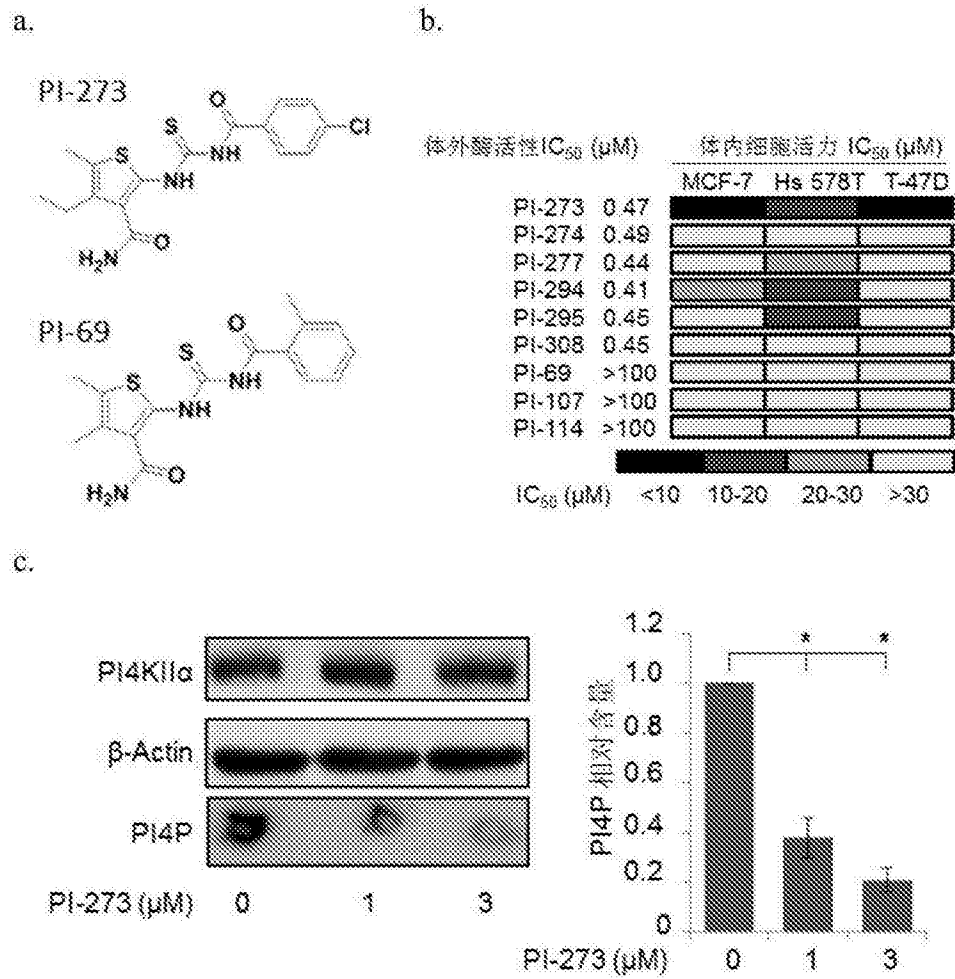 a.
PI-273
O
S
NH
NH
Cl
S
H₂N
O
PI-69
O
S
NH
NH
S
H₂N
O
b.
体外酶活性IC₅₀ (μM)
体内细胞活力 IC₅₀ (μM)
MCF-7 Hs 578T T-47D
PI-273 0.47
PI-274 0.49
PI-277 0.44
PI-294 0.41
PI-295 0.45
PI-308 0.45
PI-69 >100
PI-107 >100
PI-114 >100
IC₅₀ (μM) <10 10-20 20-30 >30
c.
PI4KIIα
β-Actin
PI4P
PI-273 (μM) 0 1 3
PI4P 相对含量
1.2
1.0
0.8
0.6
0.4
0.2
0
* *
PI-273 (μM) 0 1 3